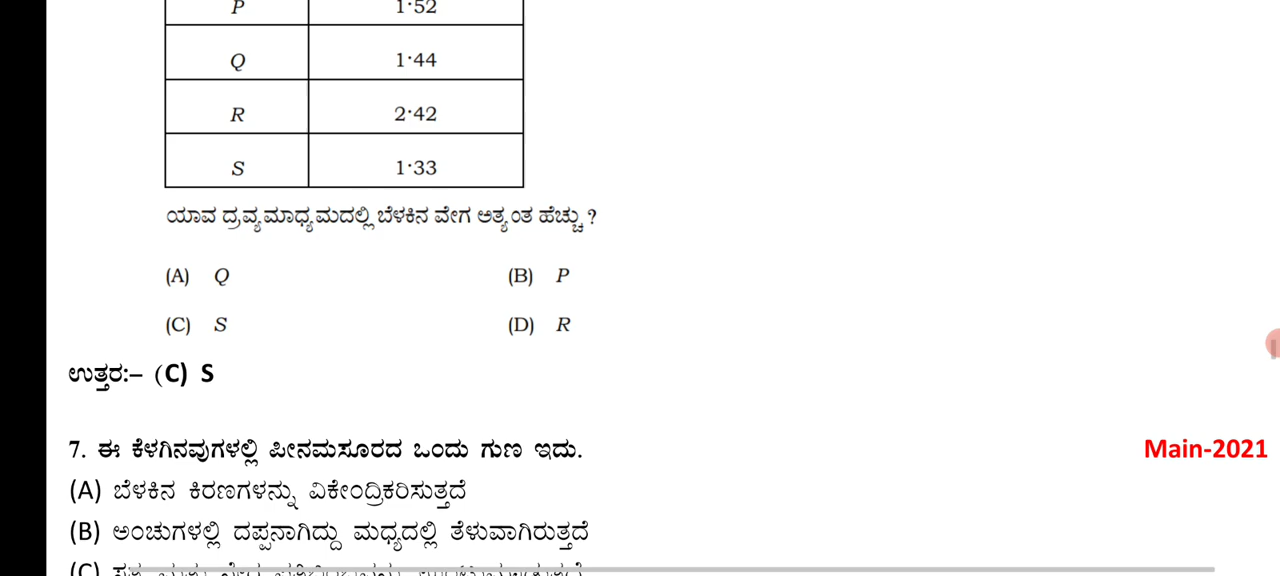 P 1·52
Q 1·44
R 2·42
S 1·33
ಯಾವ ದ್ರವ್ಯಮಾಧ್ಯಮದಲ್ಲಿ ಬೆಳಕಿನ ವೇಗ ಅತ್ಯಂತ ಹೆಚ್ಚು ?
(A) Q (B) P
(C) S (D) R
ಉತ್ತರ:– (C) S
7. ಈ ಕೆಳಗಿನವುಗಳಲ್ಲಿ ಪೀನಮಸೂರದ ಒಂದು ಗುಣ ಇದು. Main-2021
(A) ಬೆಳಕಿನ ಕಿರಣಗಳನ್ನು ವಿಕೇಂದ್ರಿಕರಿಸುತ್ತದೆ
(B) ಅಂಚುಗಳಲ್ಲಿ ದಪ್ಪನಾಗಿದ್ದು ಮಧ್ಯದಲ್ಲಿ ತೆಳುವಾಗಿರುತ್ತದೆ
(C)